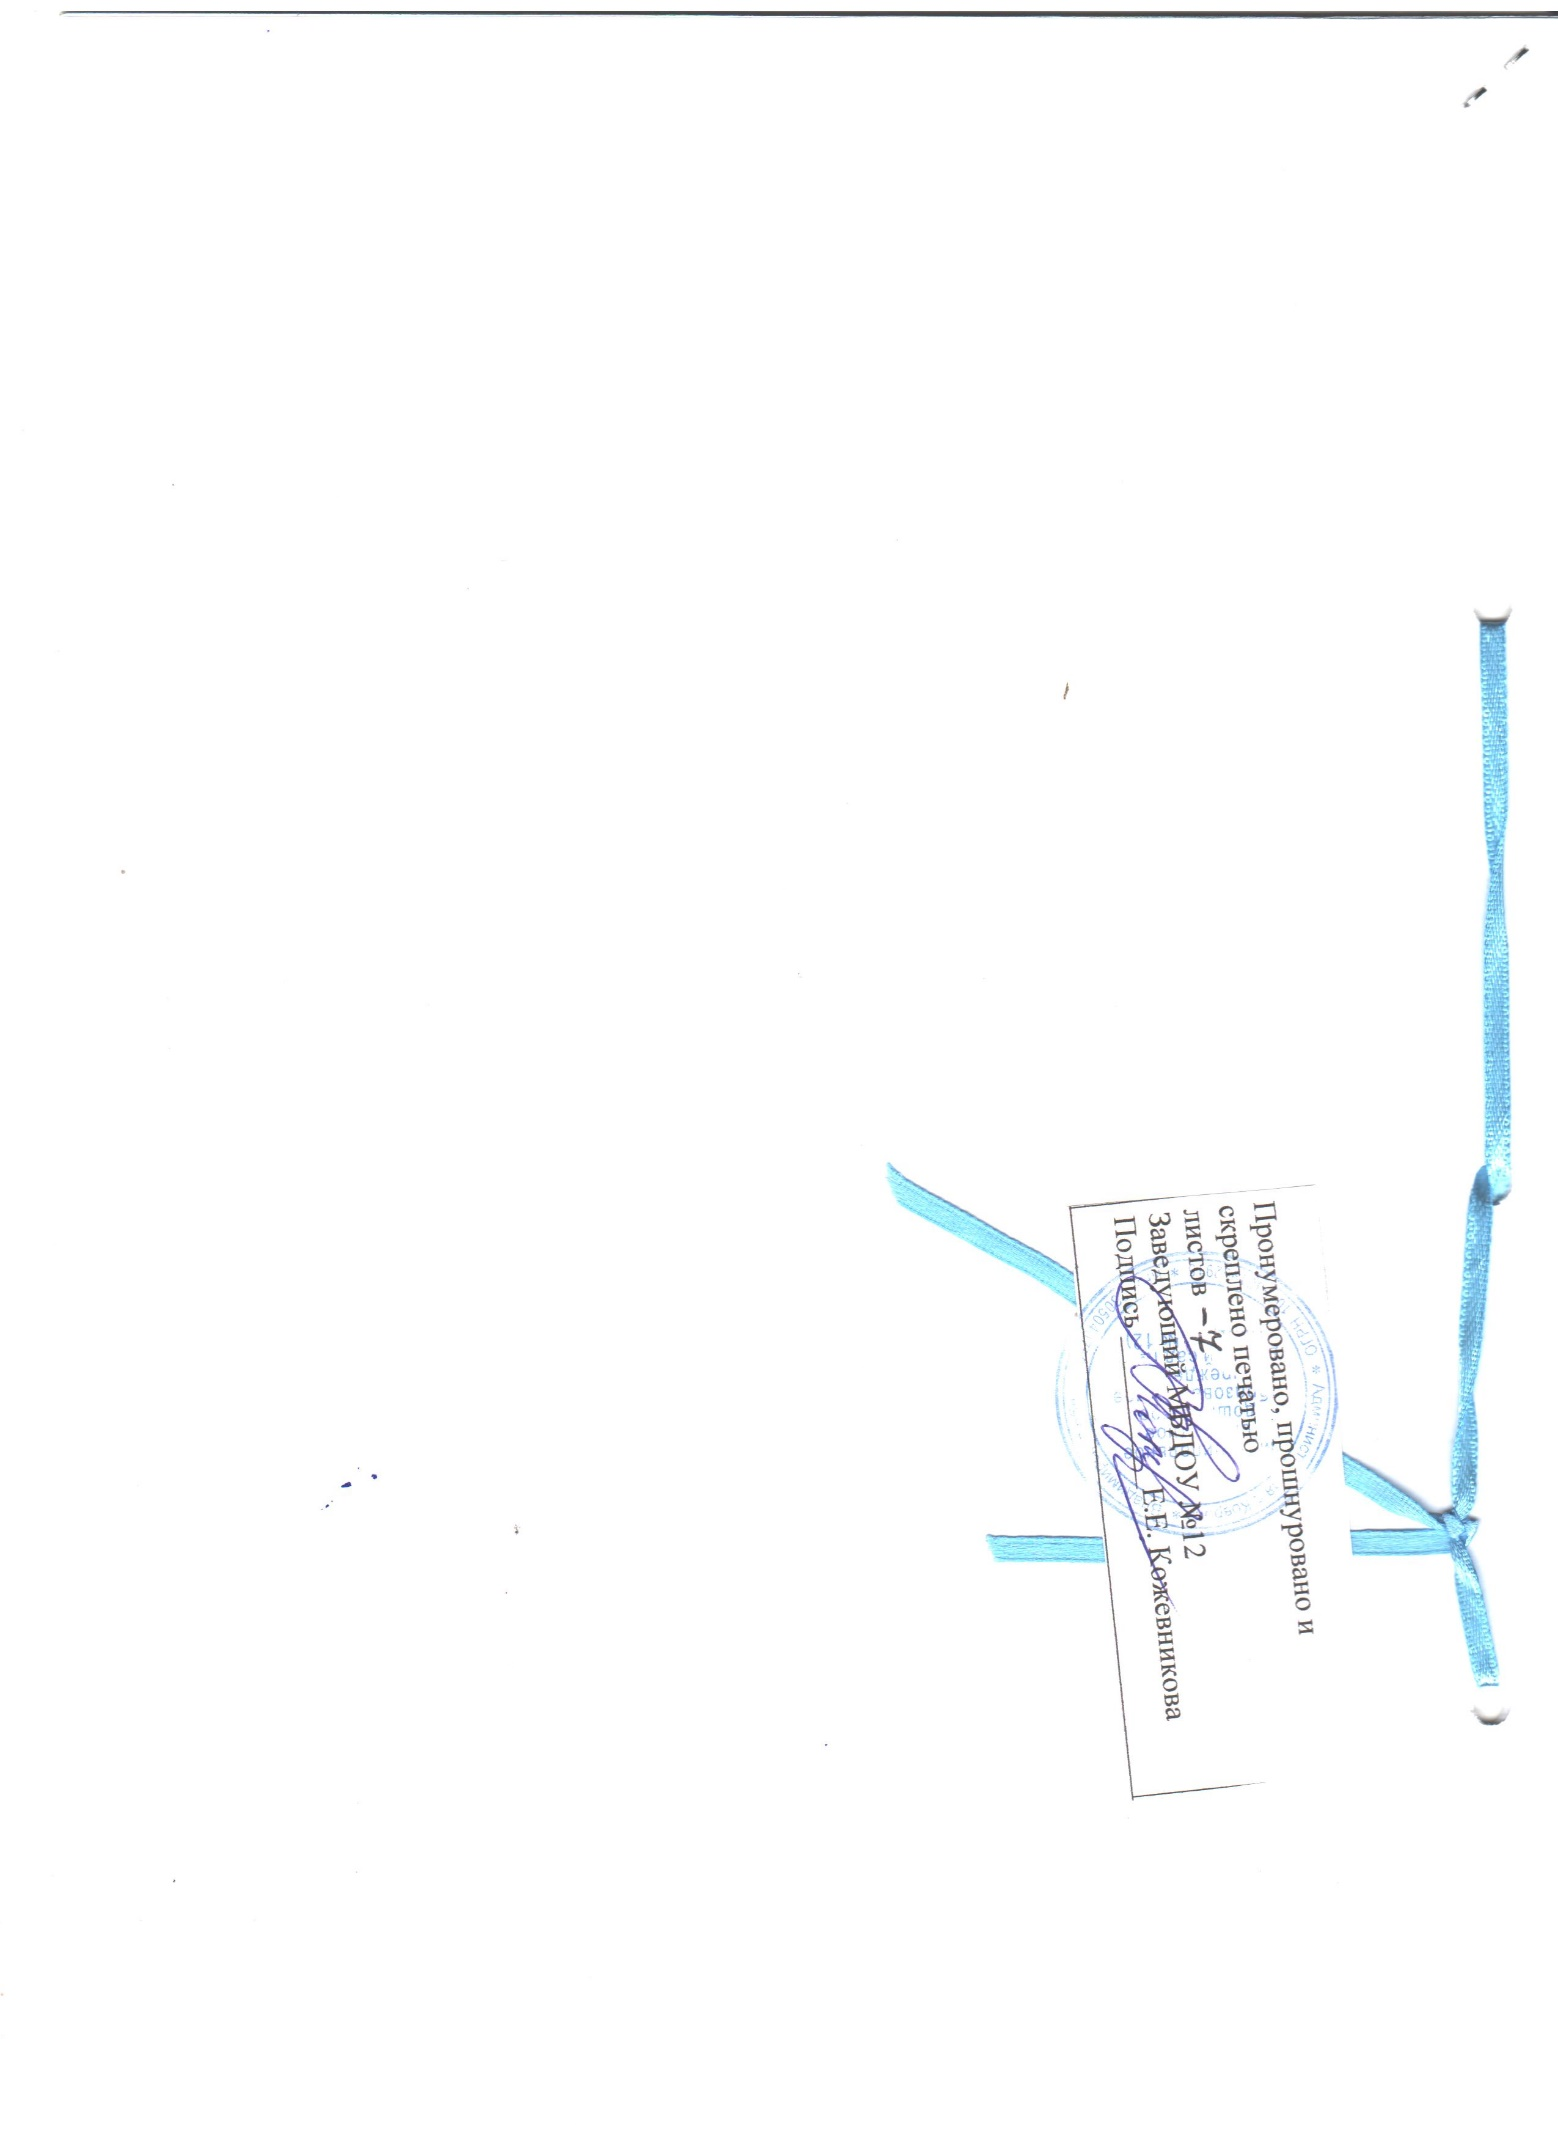 Пронумеровано, прошнуровано и
скреплено печатью
листов – 7
Заведующий МБДОУ №12
Подпись Е.Е. Кожевникова